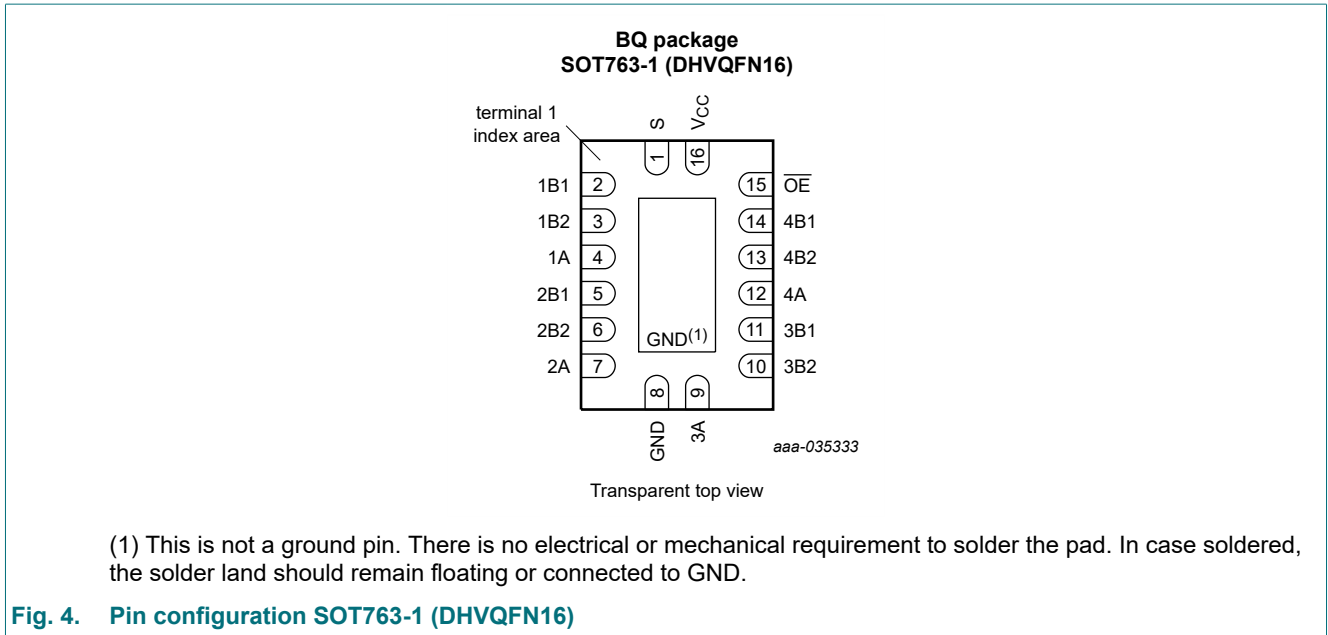 BQ package
SOT763-1 (DHVQFN16)
terminal 1
index area
S
VCC
1
16
1B1 2
15 OE
1B2 3
14 4B1
1A 4
13 4B2
2B1 5
12 4A
2B2 6
11 3B1
2A 7
10 3B2
GND(1)
8
9
GND
3A
aaa-035333
Transparent top view
(1) This is not a ground pin. There is no electrical or mechanical requirement to solder the pad. In case soldered,
the solder land should remain floating or connected to GND.
Fig. 4. Pin configuration SOT763-1 (DHVQFN16)